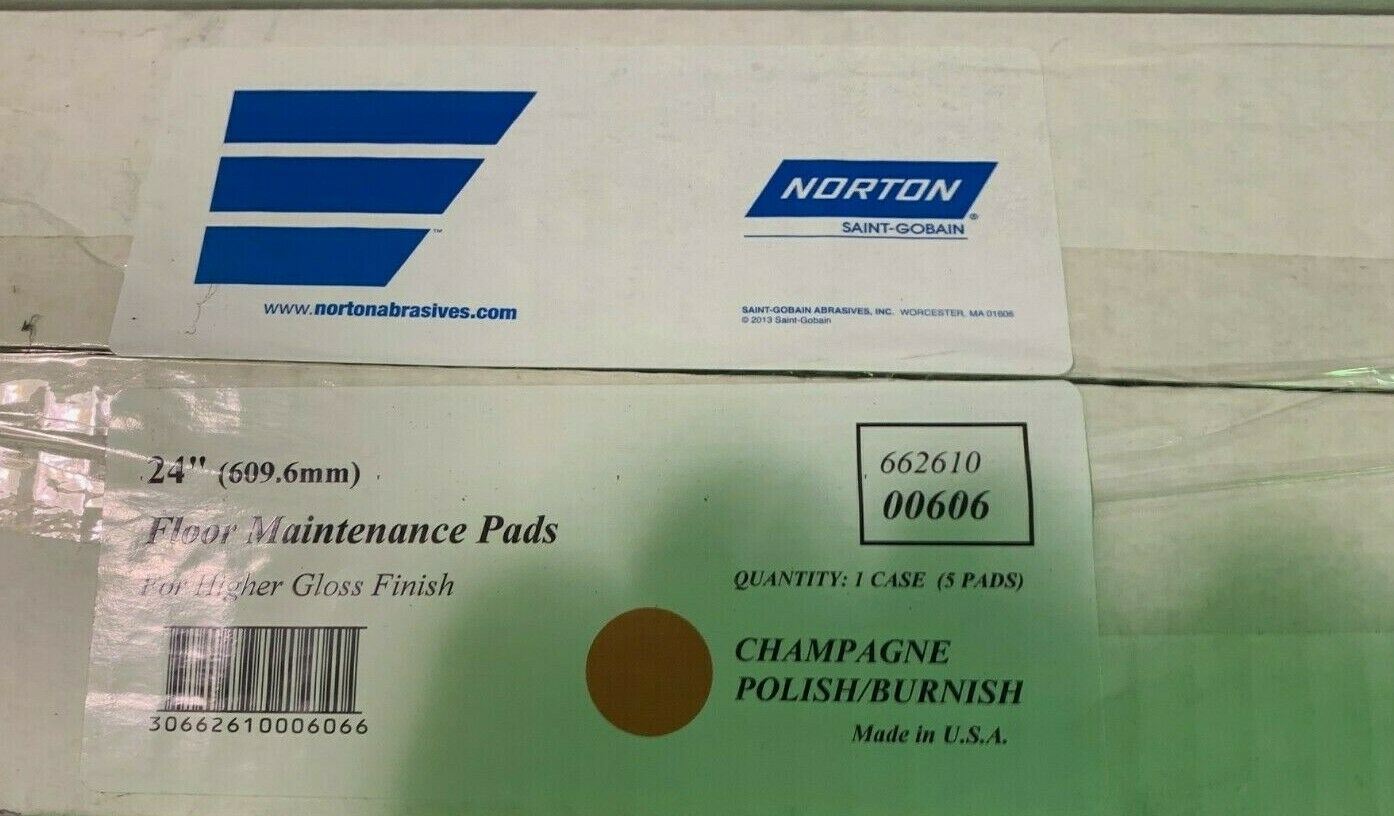 NORTON
®
SAINT-GOBAIN
™
www.nortonabrasives.com
SAINT-GOBAIN ABRASIVES, INC. WORCESTER, MA 01606
© 2013 Saint-Gobain
24" (609.6mm)
Floor Maintenance Pads
For Higher Gloss Finish
30662610006066
662610
00606
QUANTITY: 1 CASE (5 PADS)
CHAMPAGNE
POLISH/BURNISH
Made in U.S.A.